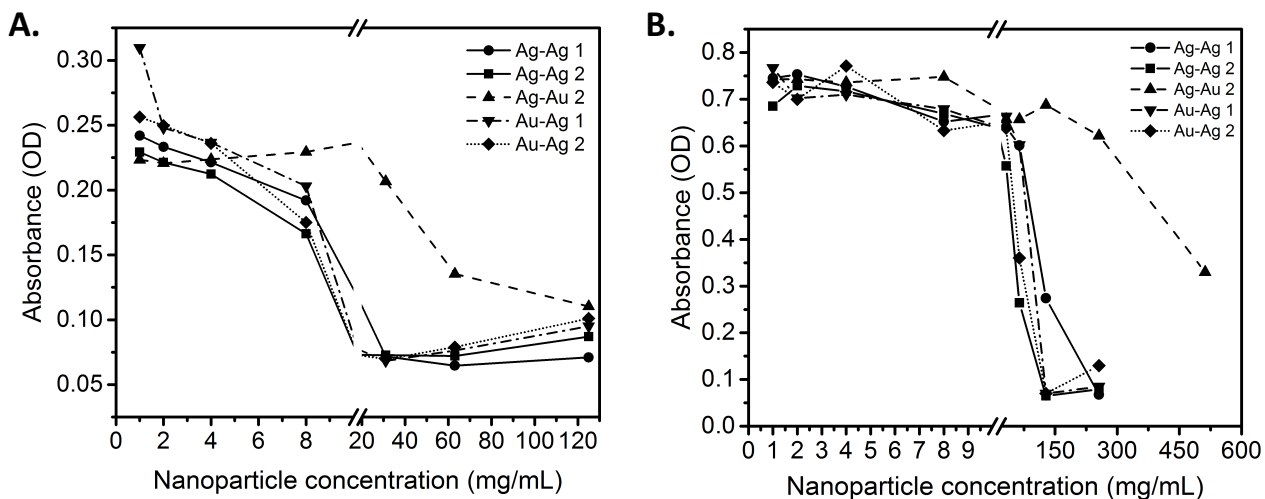 A.
0.30
0.25
0.20
0.15
0.10
0.05
Absorbance (OD)
Ag-Ag 1
Ag-Ag 2
Ag-Au 2
Au-Ag 1
Au-Ag 2
0 2 4 6 8 20 40 60 80 100 120
Nanoparticle concentration (mg/mL)
B.
0.8
0.7
0.6
0.5
0.4
0.3
0.2
0.1
0.0
Absorbance (OD)
Ag-Ag 1
Ag-Ag 2
Ag-Au 2
Au-Ag 1
Au-Ag 2
0 1 2 3 4 5 6 7 8 9 150 300 450 600
Nanoparticle concentration (mg/mL)